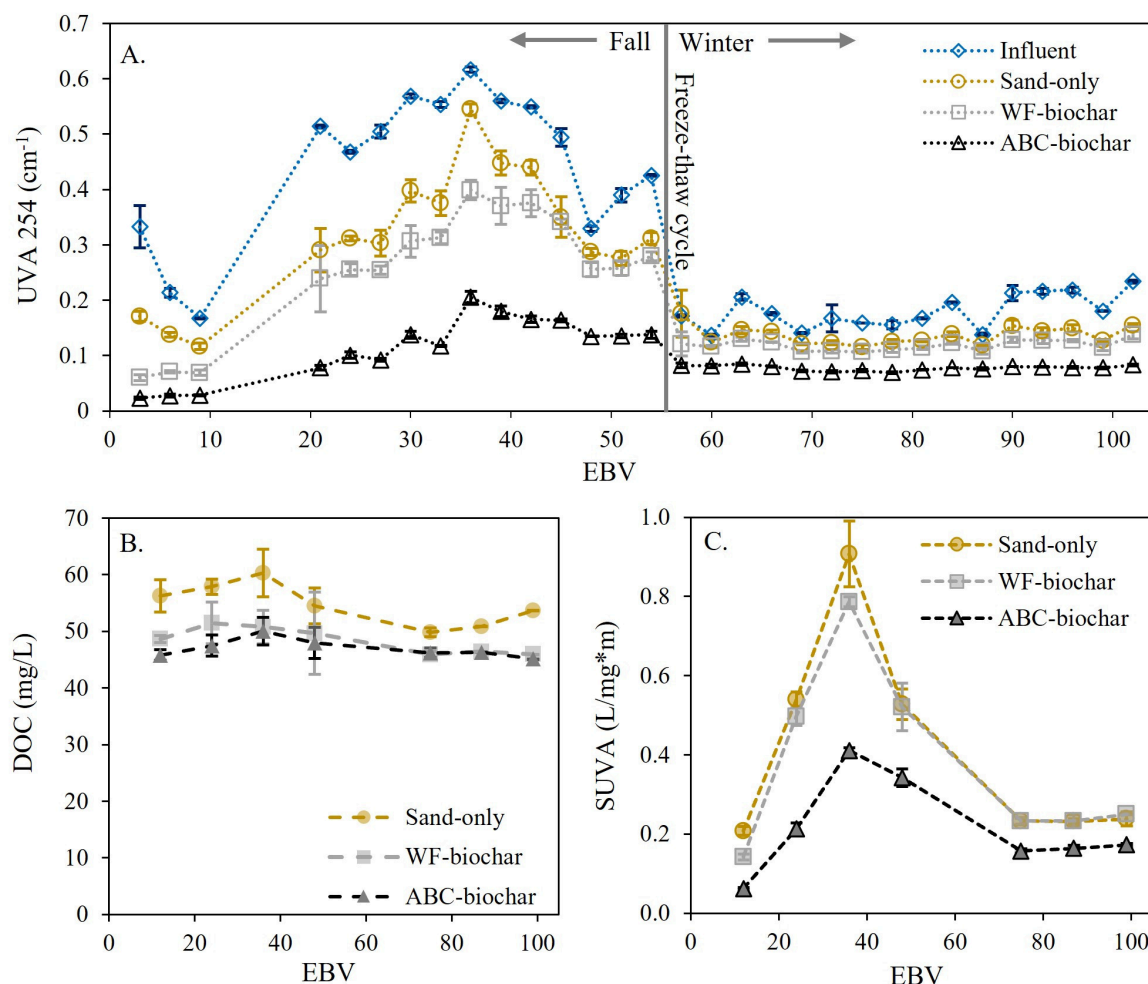 A.
Fall
Winter
Freeze-thaw cycle
Influent
Sand-only
WF-biochar
ABC-biochar
UVA 254 (cm⁻¹)
0.7
0.6
0.5
0.4
0.3
0.2
0.1
0
0 10 20 30 40 50 60 70 80 90 100
EBV
B.
DOC (mg/L)
70
60
50
40
30
20
10
0
Sand-only
WF-biochar
ABC-biochar
0 20 40 60 80 100
EBV
C.
SUVA (L/mg*m)
1.0
0.8
0.6
0.4
0.2
0.0
Sand-only
WF-biochar
ABC-biochar
0 20 40 60 80 100
EBV